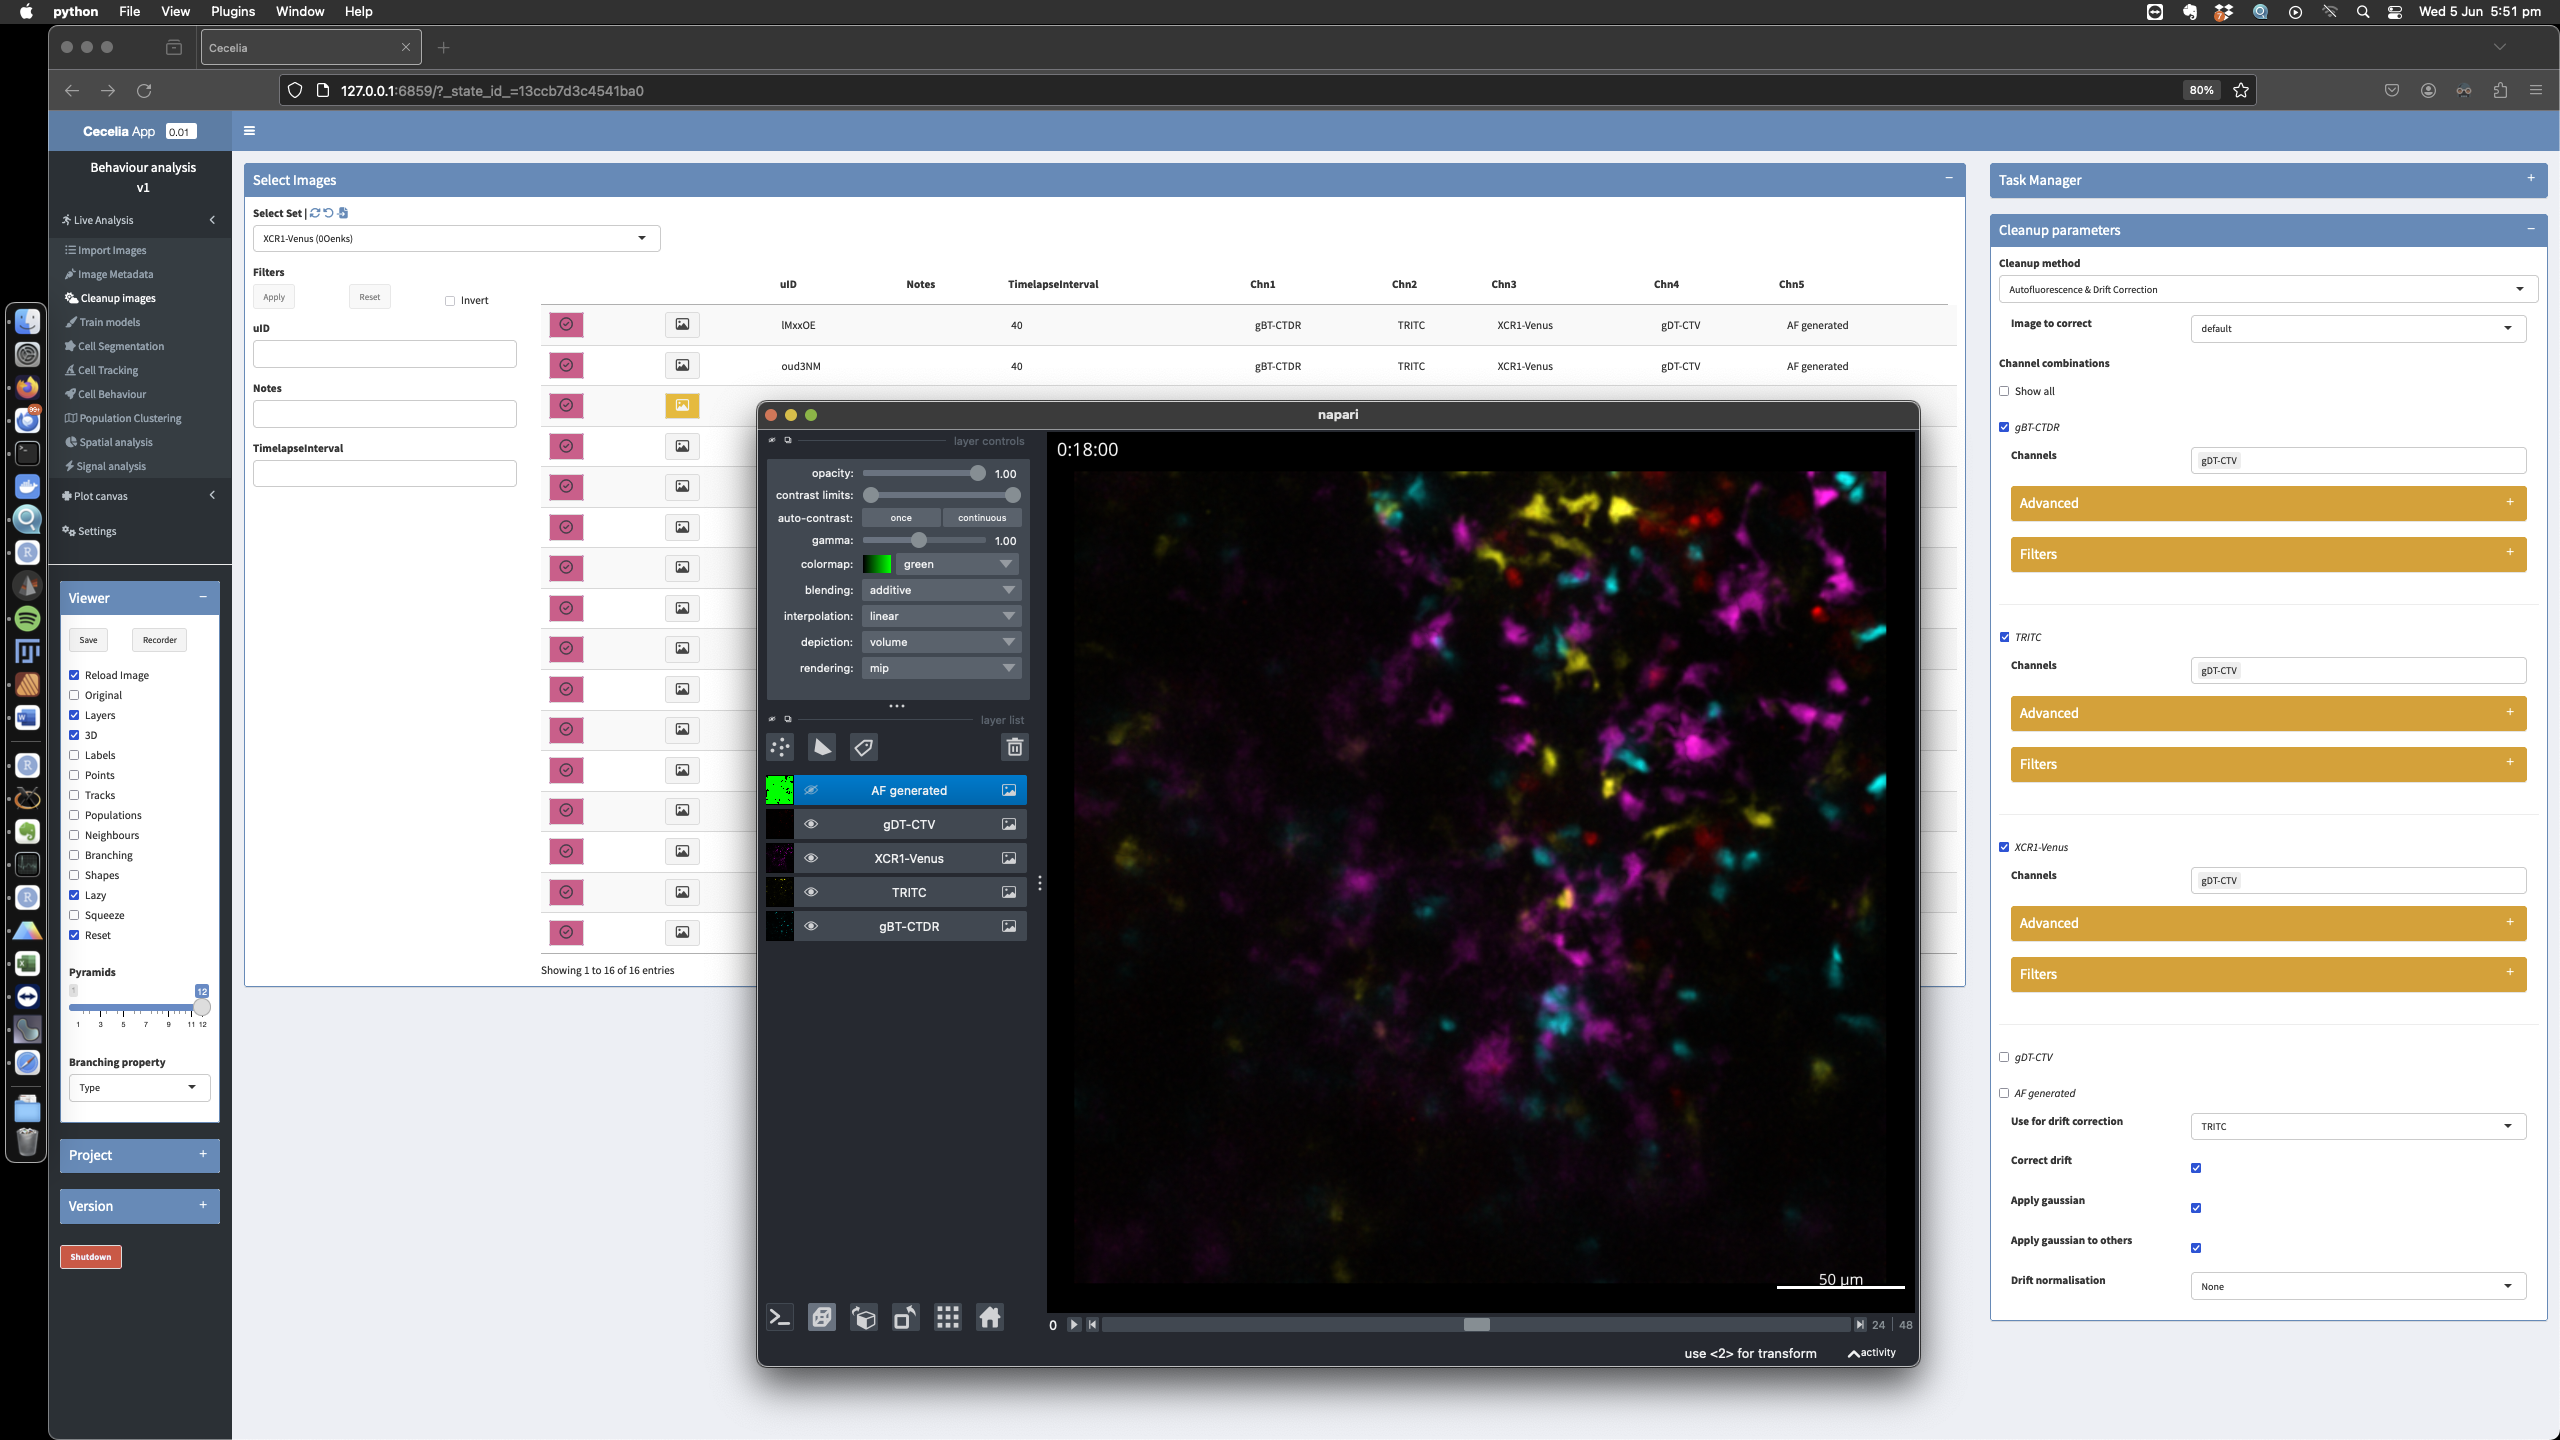 python File View Plugins Window Help
7
Wed 5 Jun 5:51 pm
Cecelia
127.0.0.1:6859/?_state_id_=13ccb7d3c4541ba0
80%
Cecelia App 0.01
Behaviour analysis
v1
Live Analysis
Import Images
Image Metadata
Cleanup images
Train models
Cell Segmentation
Cell Tracking
Cell Behaviour
Population Clustering
Spatial analysis
Signal analysis
Plot canvas
Settings
99+
Viewer
Save Recorder
Reload Image
Original
Layers
3D
Labels
Points
Tracks
Populations
Neighbours
Branching
Shapes
Lazy
Squeeze
Reset
Pyramids
1 12
1 3 5 7 9 11 12
Branching property
Type
Project
Version
Shutdown
Select Images
Select Set |
XCR1-Venus (0Oenks)
Filters
Apply Reset Invert
uID
Notes
TimelapseInterval
uID Notes TimelapseInterval Chn1 Chn2 Chn3 Chn4 Chn5
lMxxOE 40 gBT-CTDR TRITC XCR1-Venus gDT-CTV AF generated
oud3NM 40 gBT-CTDR TRITC XCR1-Venus gDT-CTV AF generated
Showing 1 to 16 of 16 entries
napari
layer controls
opacity: 1.00
contrast limits:
auto-contrast: once continuous
gamma: 1.00
colormap: green
blending: additive
interpolation: linear
depiction: volume
rendering: mip
layer list
AF generated
gDT-CTV
XCR1-Venus
TRITC
gBT-CTDR
0:18:00
50 µm
0 24 48
use <2> for transform activity
Task Manager
Cleanup parameters
Cleanup method
Autofluorescence & Drift Correction
Image to correct default
Channel combinations
Show all
gBT-CTDR
Channels gDT-CTV
Advanced
Filters
TRITC
Channels gDT-CTV
Advanced
Filters
XCR1-Venus
Channels gDT-CTV
Advanced
Filters
gDT-CTV
AF generated
Use for drift correction TRITC
Correct drift
Apply gaussian
Apply gaussian to others
Drift normalisation None